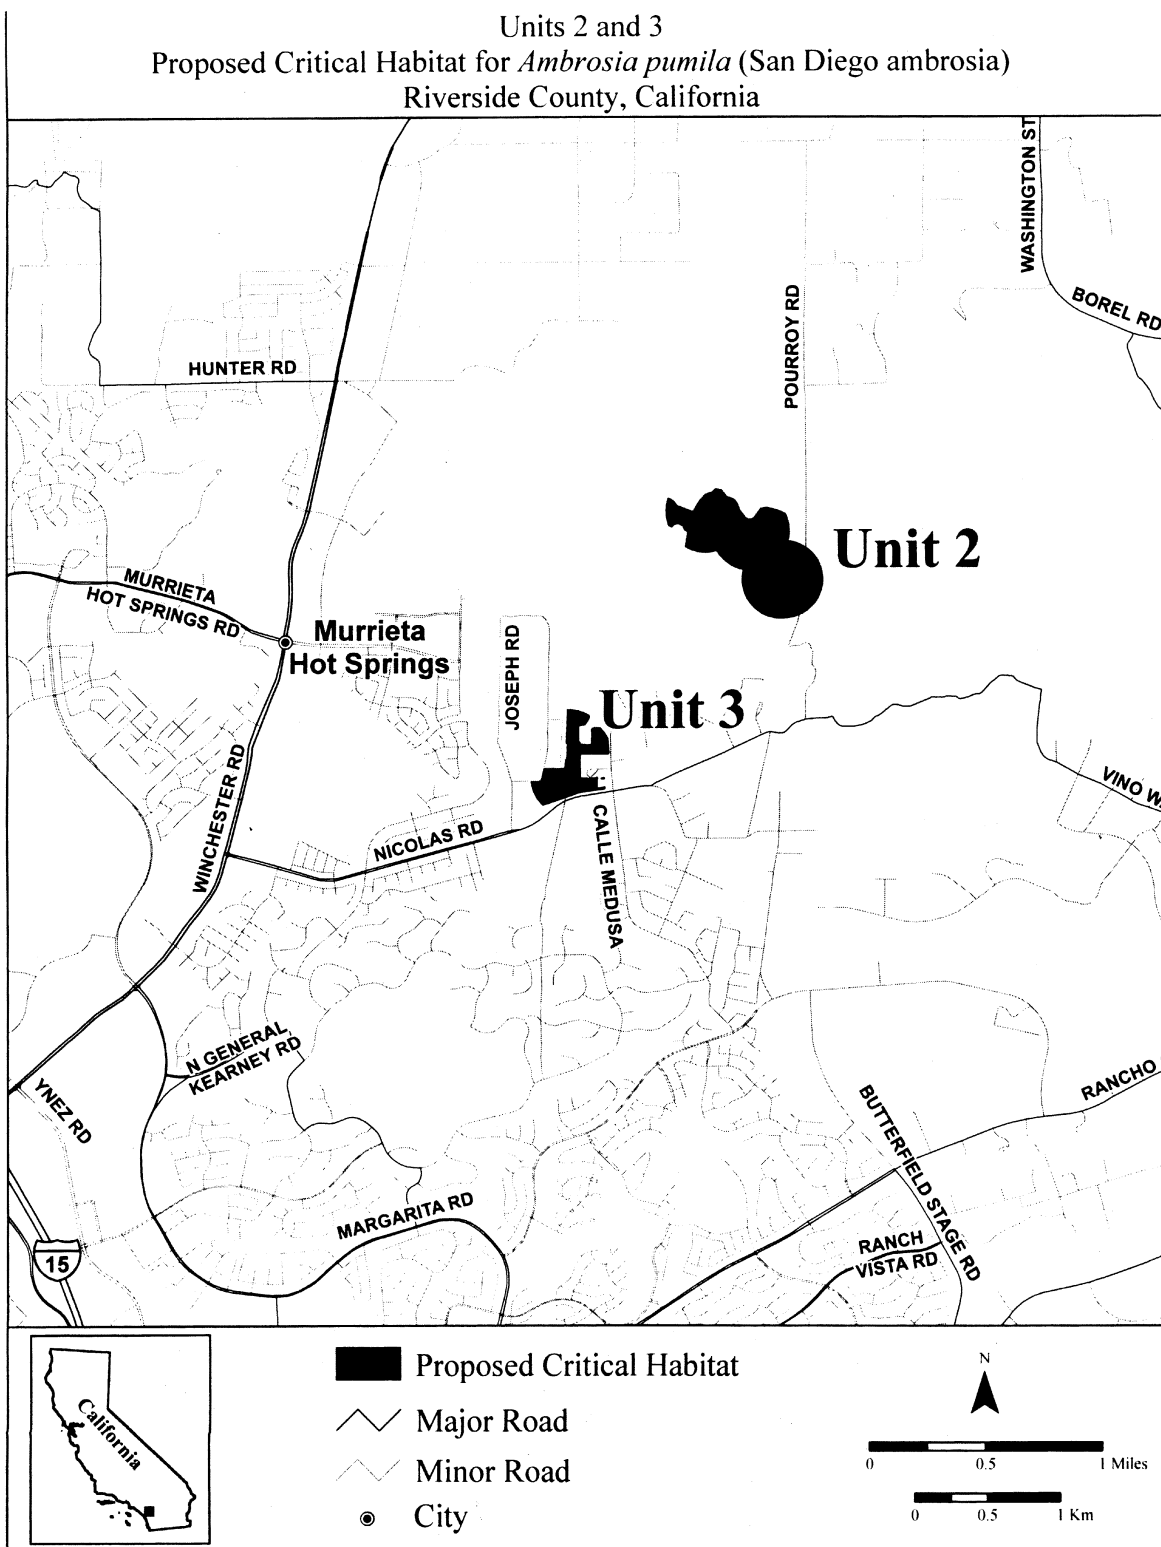 Units 2 and 3
Proposed Critical Habitat for Ambrosia pumila (San Diego ambrosia)
Riverside County, California
WASHINGTON ST
BOREL RD
POURROY RD
HUNTER RD
Unit 2
MURRIETA
HOT SPRINGS RD
Murrieta
Hot Springs
JOSEPH RD
Unit 3
WINCHESTER RD
VINO W
NICOLAS RD
CALLE MEDUSA
N GENERAL
KEARNEY RD
YNEZ RD
RANCHO
BUTTERFIELD STAGE RD
MARGARITA RD
RANCH
VISTA RD
15
California
Proposed Critical Habitat
Major Road
Minor Road
City
N
0 0.5 1 Miles
0 0.5 1 Km